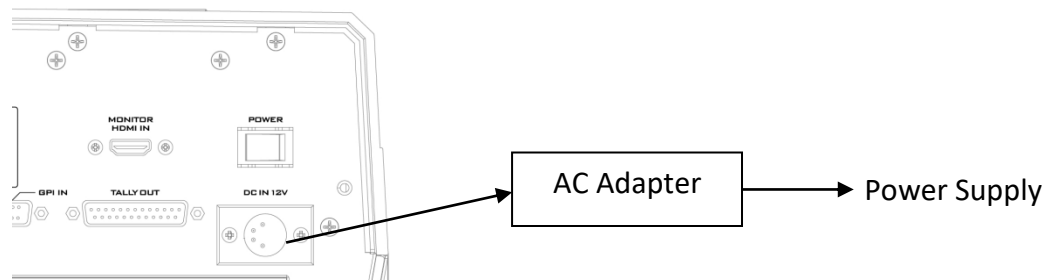 MONITOR
HDMI IN
POWER
GPI IN
TALLY OUT
DC IN 12V
AC Adapter
Power Supply